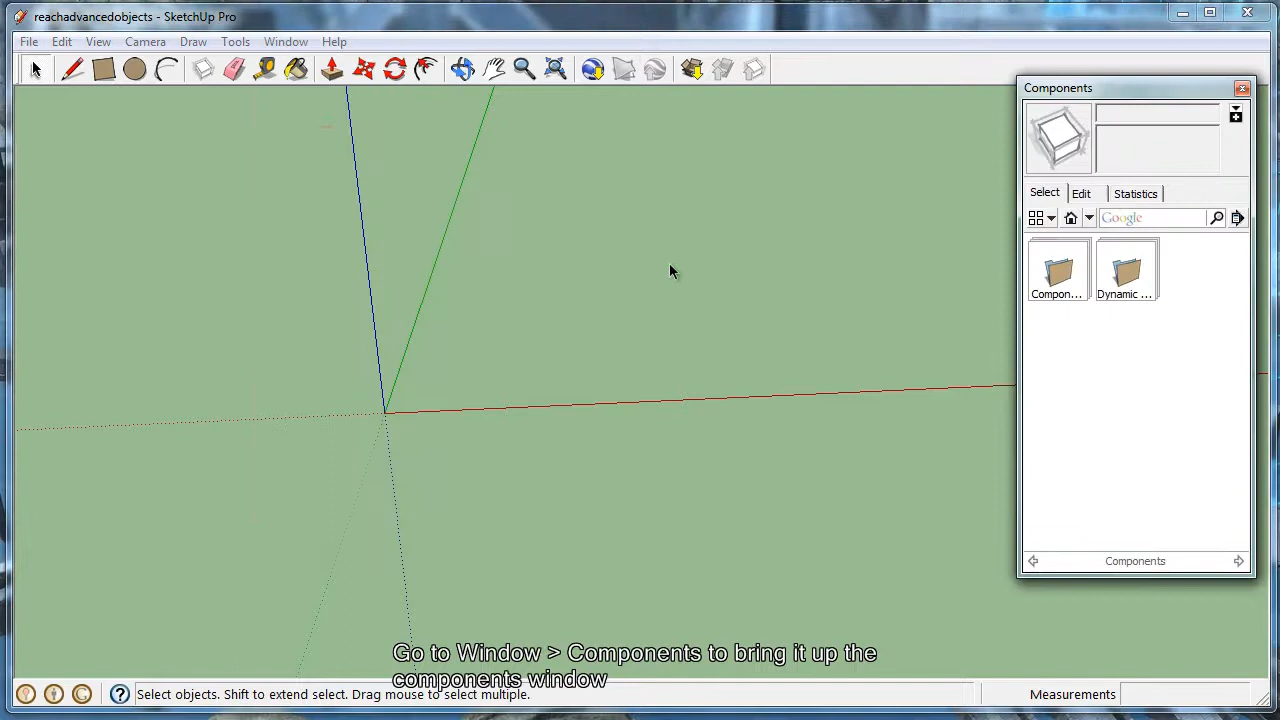 reachadvancedobjects - SketchUp Pro
File Edit View Camera Draw Tools Window Help
Components
Select Edit Statistics
Google
Compon... Dynamic ...
Components
Go to Window > Components to bring it up the
components window
Select objects. Shift to extend select. Drag mouse to select multiple.
Measurements